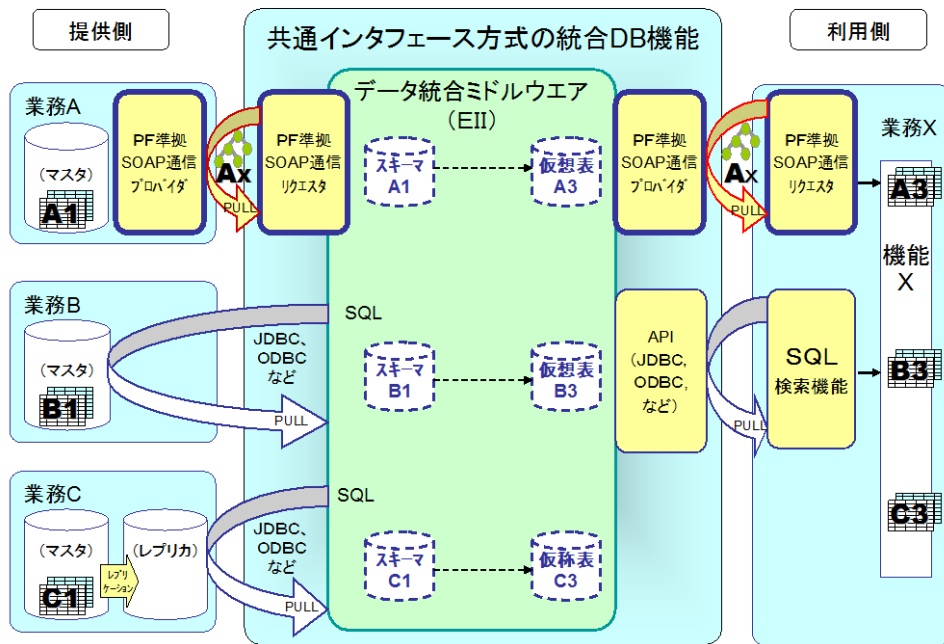 提供側
共通インタフェース方式の統合DB機能
利用側
業務A
(マスタ)
A1
PF準拠
SOAP通信
プロバイダ
Ax
PULL
PF準拠
SOAP通信
リクエスタ
データ統合ミドルウエア
(EII)
スキーマ
A1
仮想表
A3
PF準拠
SOAP通信
プロバイダ
Ax
PULL
PF準拠
SOAP通信
リクエスタ
業務X
A3
機能
X
業務B
(マスタ)
B1
SQL
JDBC、
ODBC
など
PULL
スキーマ
B1
仮想表
B3
API
(JDBC,
ODBC,
など)
PULL
SQL
検索機能
B3
業務C
(マスタ)
C1
レプリ
ケーション
(レプリカ)
SQL
JDBC、
ODBC
など
PULL
スキーマ
C1
仮称表
C3
C3